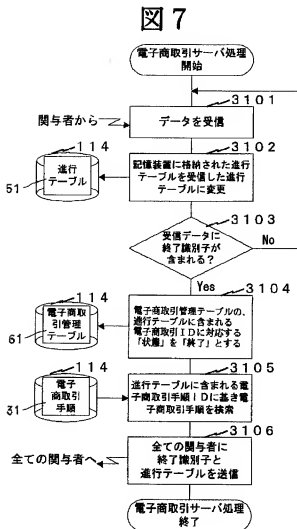 図7
電子商取引サーバ処理
開始
3101
関与者から
データを受信
114
3102
進行
テーブル
51
記憶装置に格納された進行
テーブルを受信した進行
テーブルに変更
3103
受信データに
終了識別子が
含まれる?
No
Yes
114
3104
電子商取
引管理
テーブル
61
電子商取引管理テーブルの、
進行テーブルに含まれる
電子商取引IDに対応する
「状態」を「終了」とする
114
3105
電子
商取引
手順
31
進行テーブルに含まれる電
子商取引手順IDに基き電
子商取引手順を検索
3106
全ての関与者へ
全ての関与者に
終了識別子と
進行テーブルを送信
電子商取引サーバ処理
終了